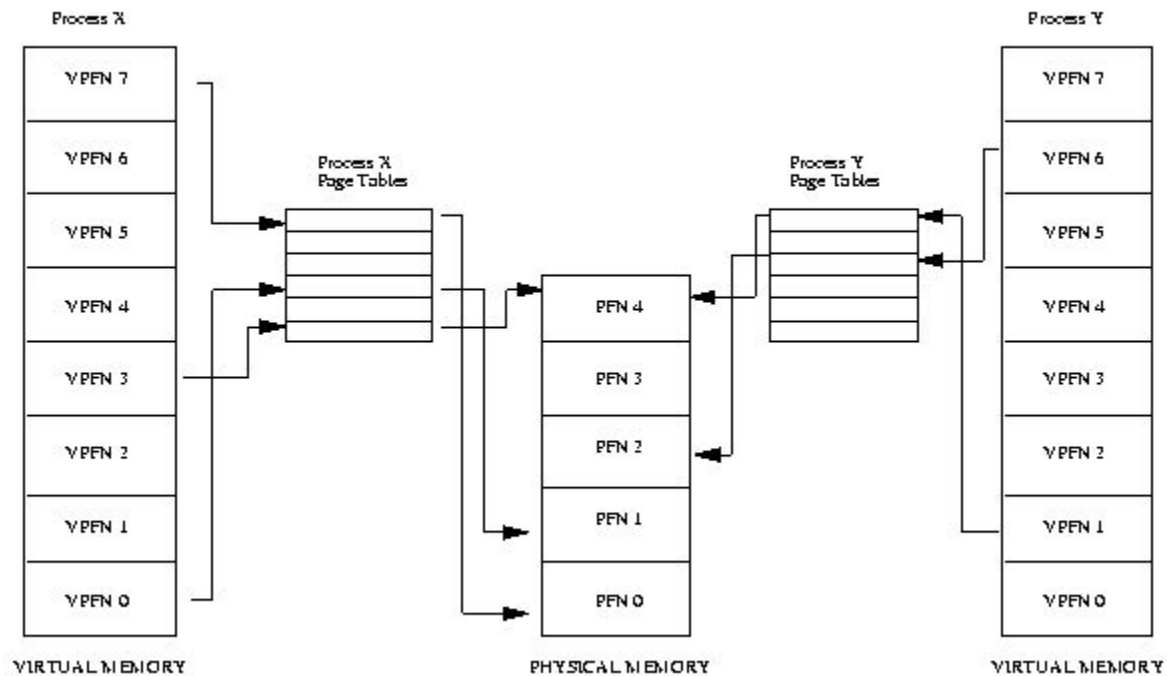 Process X
Process Y
VPFN 7
VPFN 6
VPFN 5
VPFN 4
VPFN 3
VPFN 2
VPFN 1
VPFN 0
VIRTUAL MEMORY
Process X
Page Tables
PFN 4
PFN 3
PFN 2
PFN 1
PFN 0
PHYSICAL MEMORY
Process Y
Page Tables
VPFN 7
VPFN 6
VPFN 5
VPFN 4
VPFN 3
VPFN 2
VPFN 1
VPFN 0
VIRTUAL MEMORY